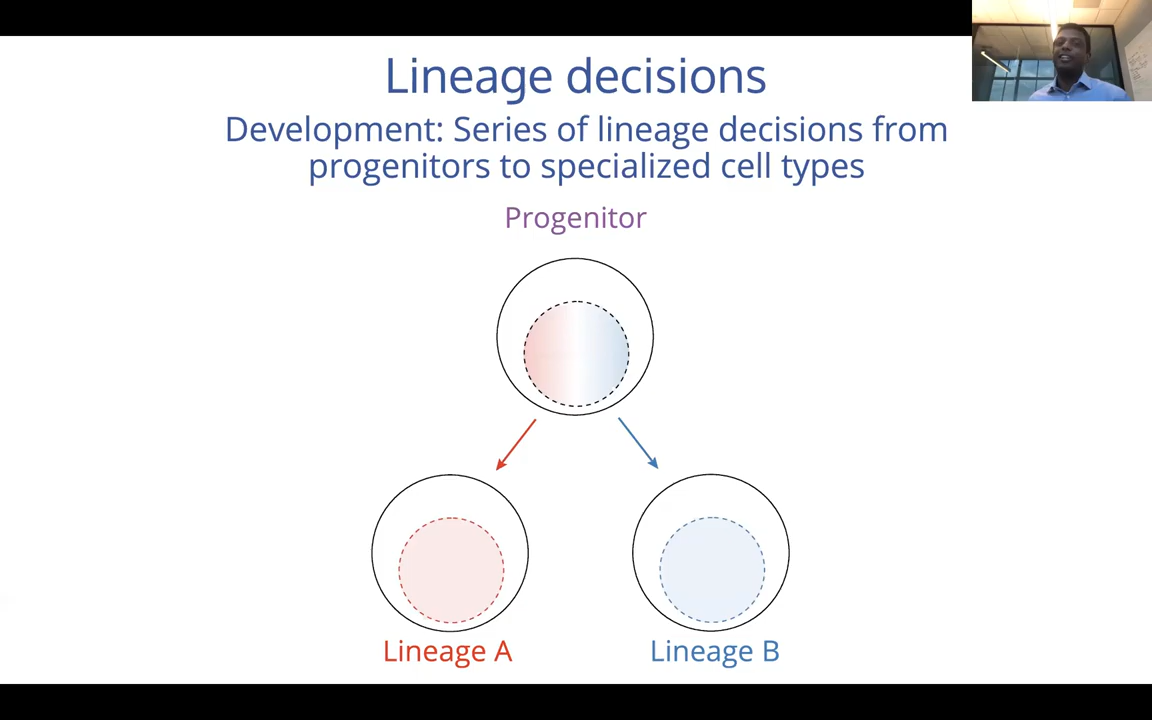 Lineage decisions
Development: Series of lineage decisions from
progenitors to specialized cell types
Progenitor
Lineage A
Lineage B